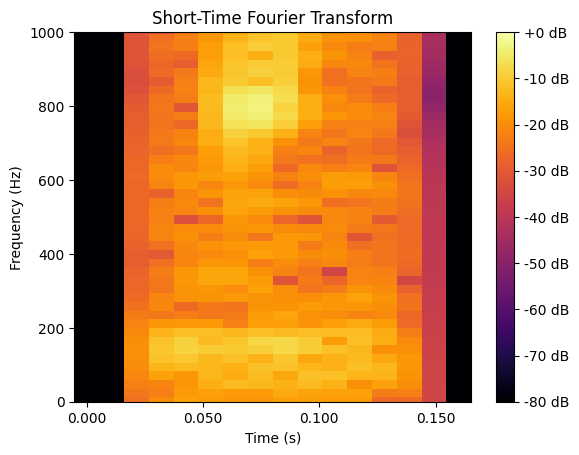 Short-Time Fourier Transform
1000
800
600
400
200
0
Frequency (Hz)
0.000
0.050
0.100
0.150
Time (s)
+0 dB
-10 dB
-20 dB
-30 dB
-40 dB
-50 dB
-60 dB
-70 dB
-80 dB